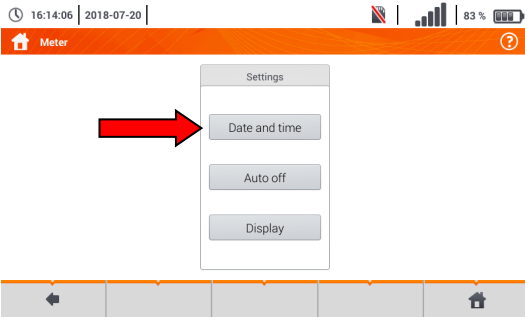 16:14:06 2018-07-20 83 %
Meter ?
Settings
Date and time
Auto off
Display